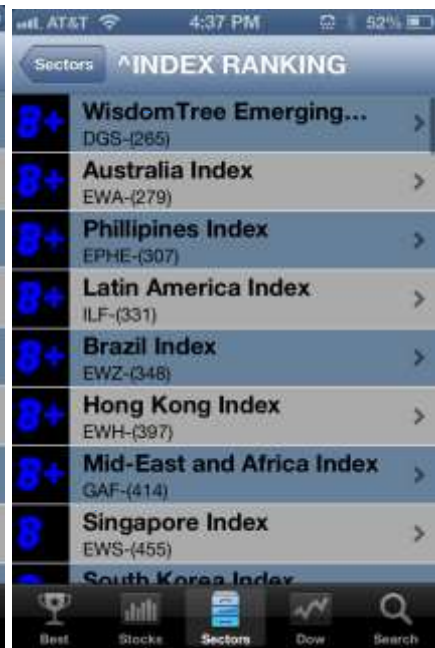 AT&T 4:37 PM 52%
Sectors ^INDEX RANKING
8+ WisdomTree Emerging...
DGS-(265)
8+ Australia Index
EWA-(279)
8+ Phillipines Index
EPHE-(307)
8+ Latin America Index
ILF-(331)
8+ Brazil Index
EWZ-(348)
8+ Hong Kong Index
EWH-(397)
8+ Mid-East and Africa Index
GAF-(414)
8 Singapore Index
EWS-(455)
South Korea Index
Best Stocks Sectors Dow Search